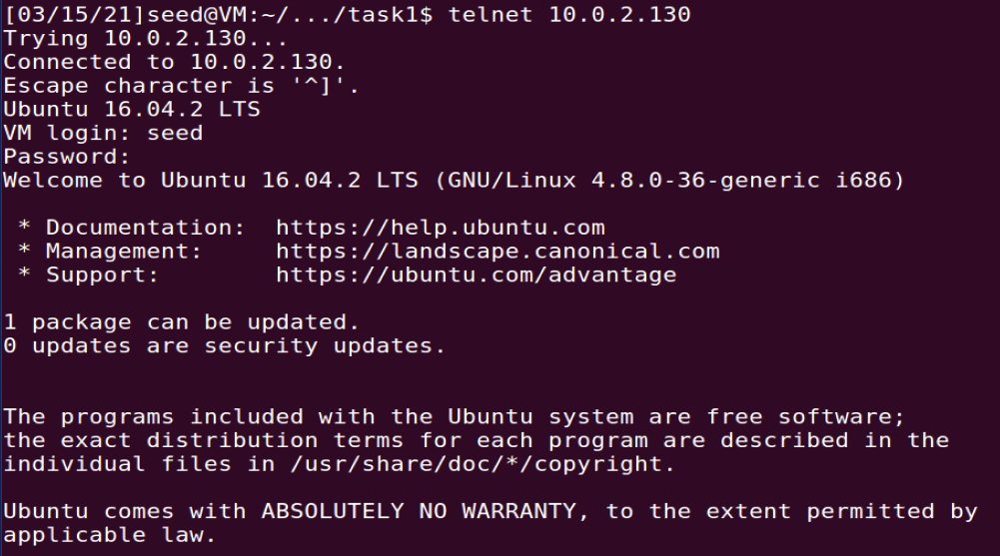 [03/15/21]seed@VM:~/.../task1$ telnet 10.0.2.130
Trying 10.0.2.130...
Connected to 10.0.2.130.
Escape character is '^]'.
Ubuntu 16.04.2 LTS
VM login: seed
Password:
Welcome to Ubuntu 16.04.2 LTS (GNU/Linux 4.8.0-36-generic i686)

 * Documentation:  https://help.ubuntu.com
 * Management:     https://landscape.canonical.com
 * Support:        https://ubuntu.com/advantage

1 package can be updated.
0 updates are security updates.


The programs included with the Ubuntu system are free software;
the exact distribution terms for each program are described in the
individual files in /usr/share/doc/*/copyright.

Ubuntu comes with ABSOLUTELY NO WARRANTY, to the extent permitted by
applicable law.